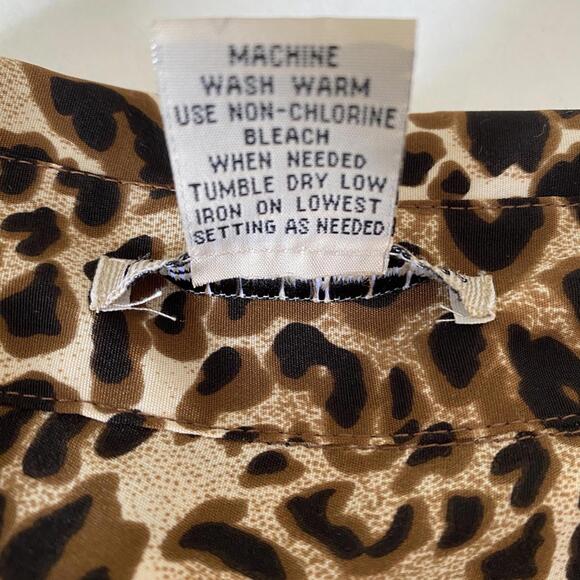 MACHINE
WASH WARM
USE NON-CHLORINE
BLEACH
WHEN NEEDED
TUMBLE DRY LOW
IRON ON LOWEST
SETTING AS NEEDED